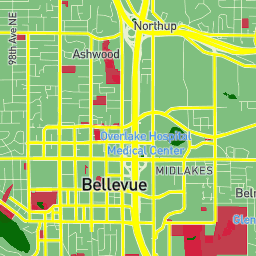 Northup
98th Ave NE
Ashwood
Overlake Hospital
Medical Center
MIDLAKES
Bellevue